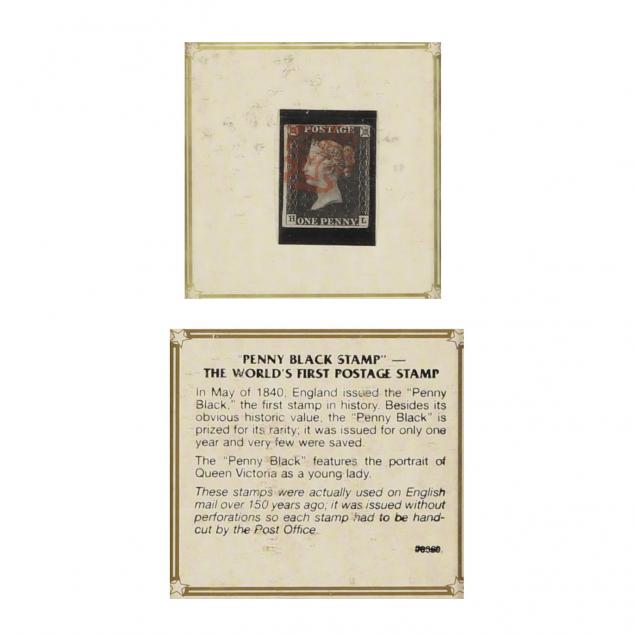 POSTAGE
H ONE PENNY. L
"PENNY BLACK STAMP" —
THE WORLD'S FIRST POSTAGE STAMP
In May of 1840, England issued the "Penny
Black," the first stamp in history. Besides its
obvious historic value, the "Penny Black" is
prized for its rarity; it was issued for only one
year and very few were saved.
The "Penny Black" features the portrait of
Queen Victoria as a young lady.
These stamps were actually used on English
mail over 150 years ago; it was issued without
perforations so each stamp had to be hand-
cut by the Post Office.